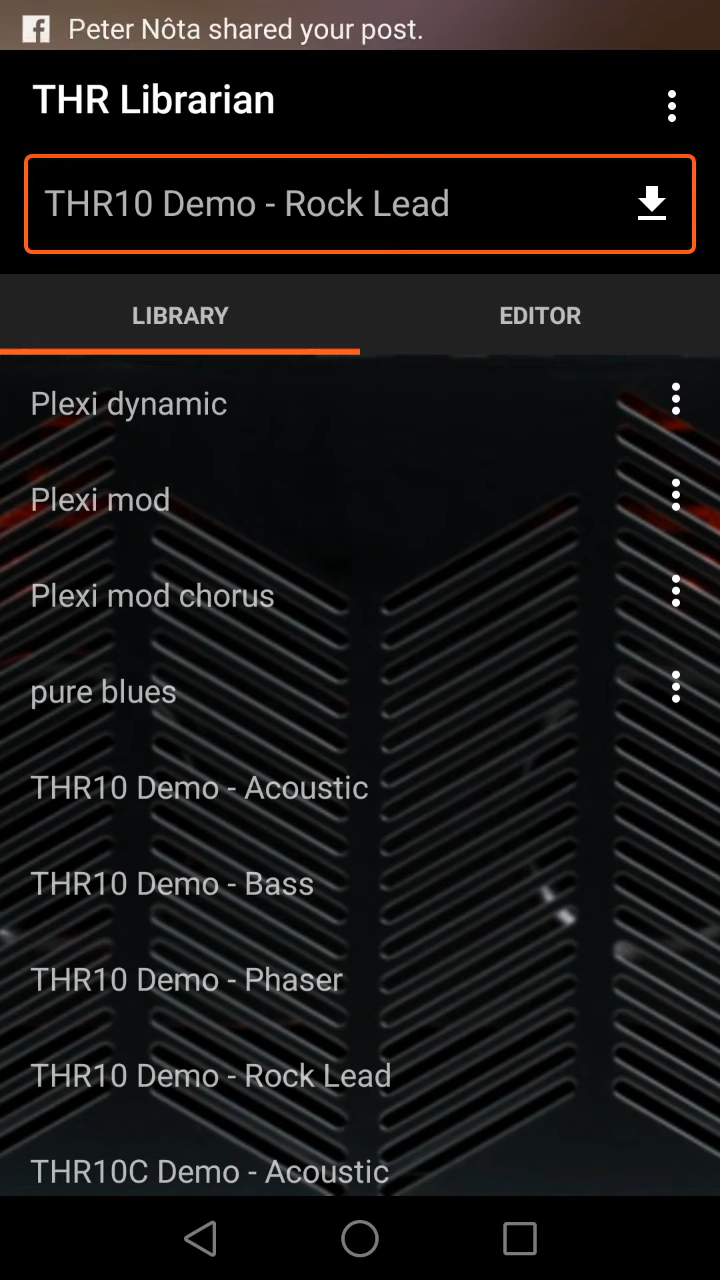 Peter Nôta shared your post.
THR Librarian
THR10 Demo - Rock Lead
LIBRARY
EDITOR
Plexi dynamic
Plexi mod
Plexi mod chorus
pure blues
THR10 Demo - Acoustic
THR10 Demo - Bass
THR10 Demo - Phaser
THR10 Demo - Rock Lead
THR10C Demo - Acoustic